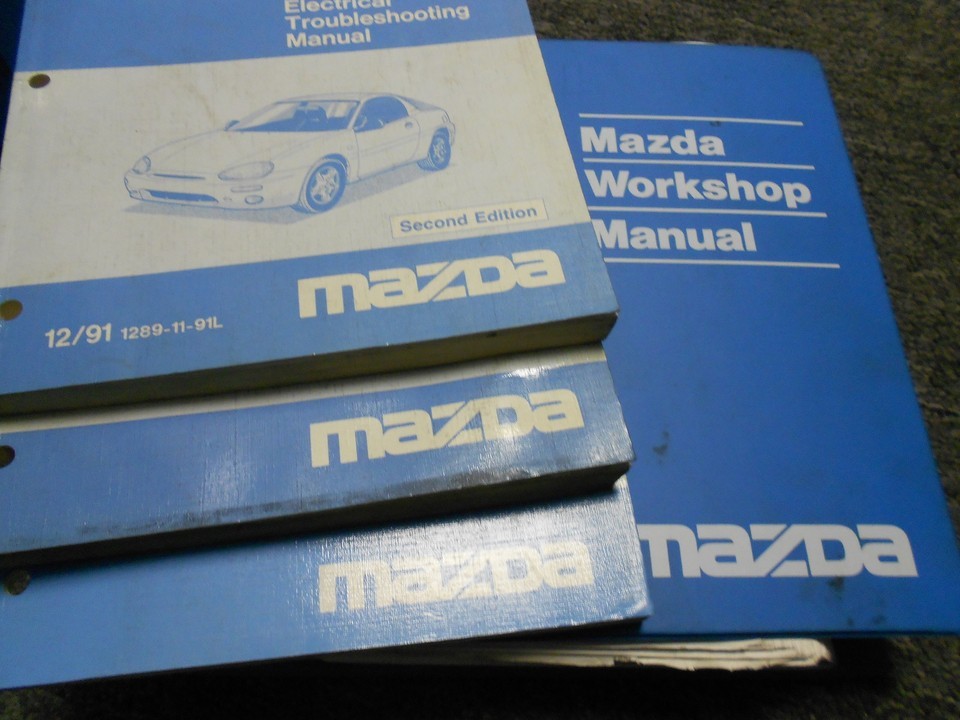 Electrical
Troubleshooting
Manual
Second Edition
mazda
12/91 1289-11-91L
mazda
mazda
Mazda
Workshop
Manual
mazda